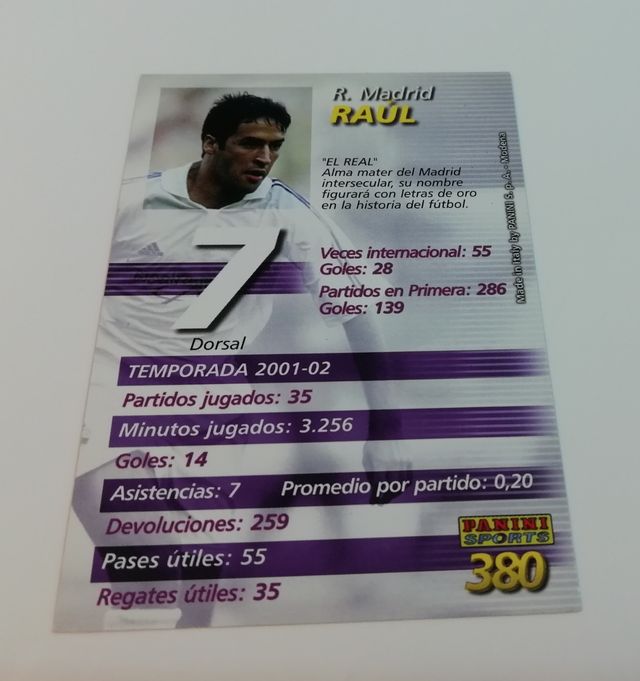 R. Madrid
RAÚL
"EL REAL"
Alma mater del Madrid
intersecular, su nombre
figurará con letras de oro
en la historia del fútbol.
Made in Italy by PANINI S. p. A. - Modena
7
Dorsal
Veces internacional: 55
Goles: 28
Partidos en Primera: 286
Goles: 139
TEMPORADA 2001-02
Partidos jugados: 35
Minutos jugados: 3.256
Goles: 14
Asistencias: 7 Promedio por partido: 0,20
Devoluciones: 259
Pases útiles: 55
Regates útiles: 35
PANINI
SPORTS
380